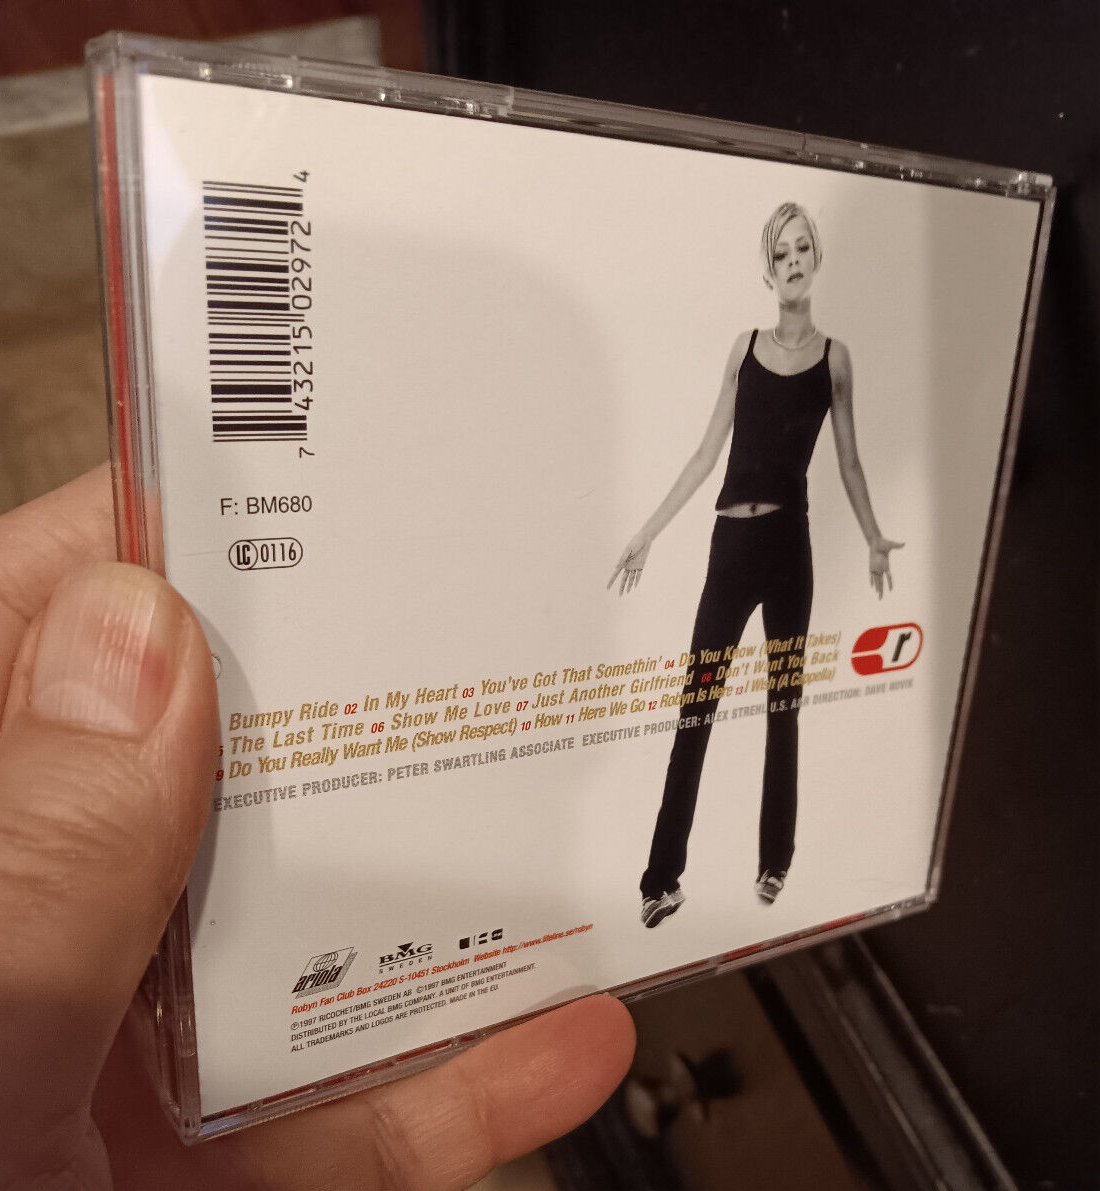 7 43215 02972 4
F: BM680
LC 0116
r
Bumpy Ride 02 In My Heart 03 You've Got That Somethin' 04 Do You Know (What It Takes)
5 The Last Time 06 Show Me Love 07 Just Another Girlfriend 08 Don't Want You Back
9 Do You Really Want Me (Show Respect) 10 How 11 Here We Go 12 Robyn Is Here 13 I Wish (A Cappella)
EXECUTIVE PRODUCER: PETER SWARTLING ASSOCIATE EXECUTIVE PRODUCER: ALEX STREHL U.S. A&R DIRECTION: DAVE NOVIK
ariola
BMG
SWEDEN
Robyn Fan Club Box 24220 S-10451 Stockholm Website http://www.lifeline.se/robyn
℗1997 RICOCHET/BMG SWEDEN AB ©1997 BMG ENTERTAINMENT
DISTRIBUTED BY THE LOCAL BMG COMPANY. A UNIT OF BMG ENTERTAINMENT.
ALL TRADEMARKS AND LOGOS ARE PROTECTED. MADE IN THE EU.